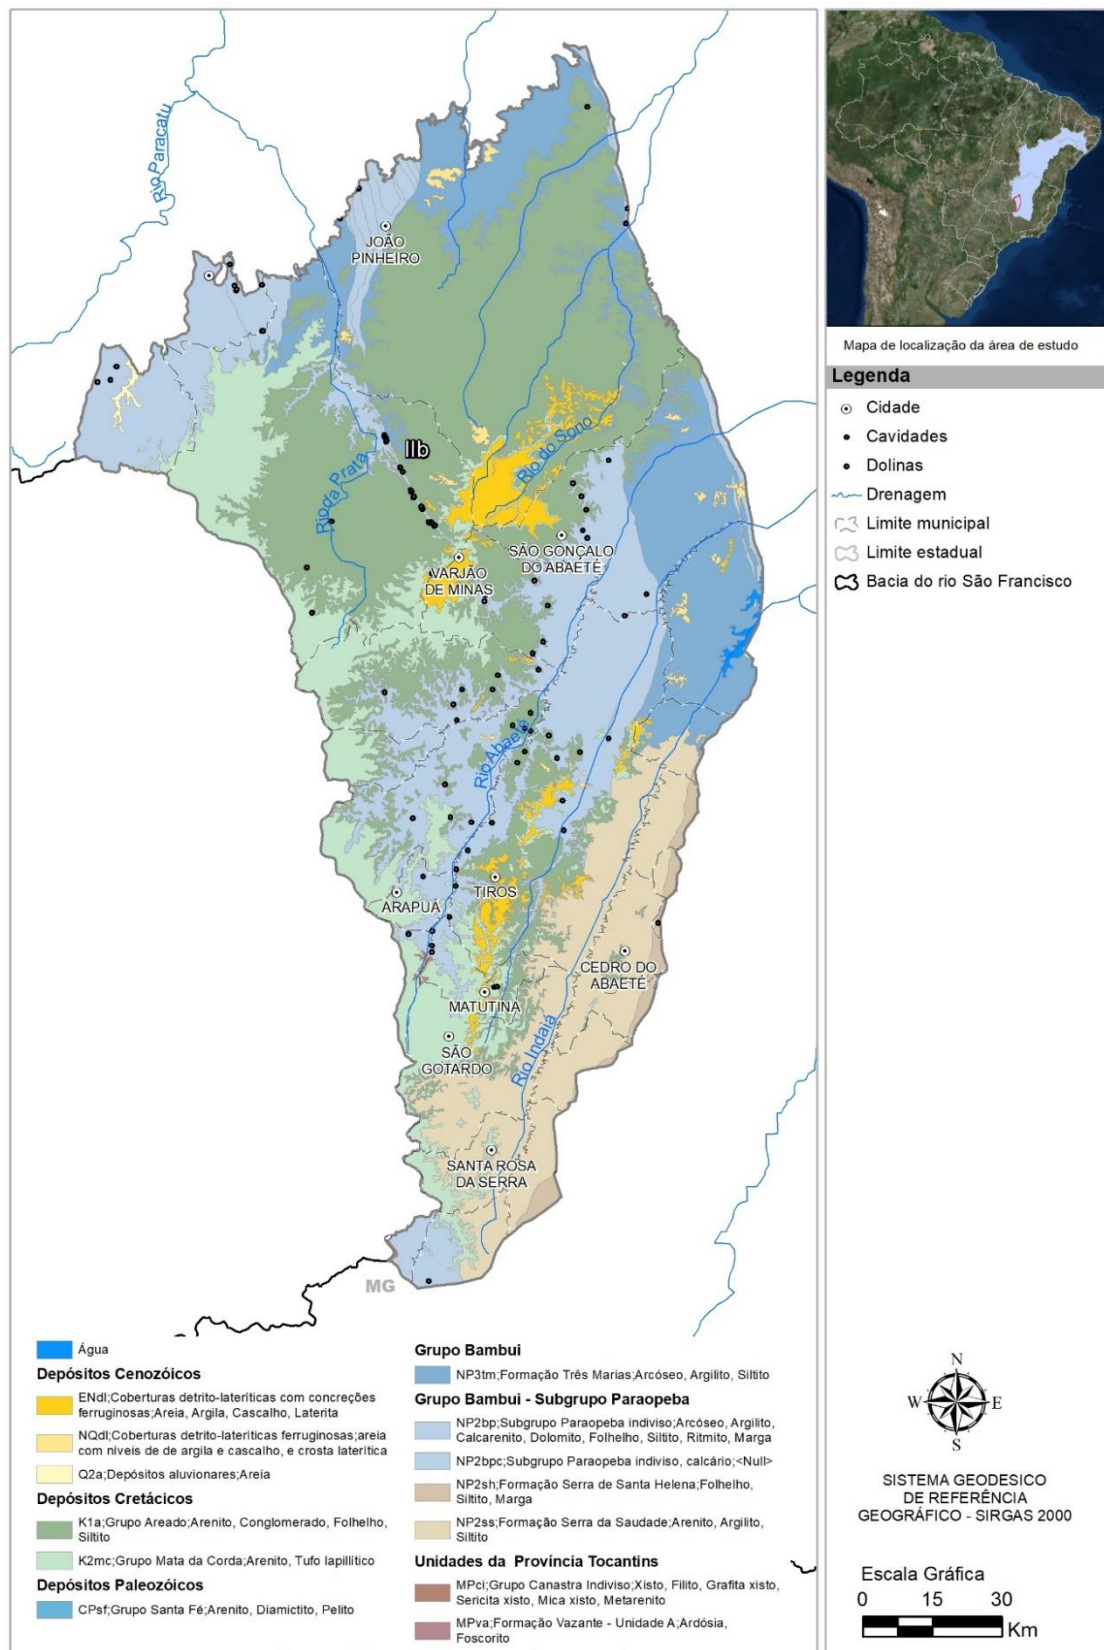 Rio Paracatu
JOÃO
PINHEIRO
IIb
Rio da Prata
Rio do Sono
SÃO GONÇALO
DO ABAETÉ
VARJÃO
DE MINAS
Rio Abaeté
TIROS
ARAPUÁ
CEDRO DO
ABAETÉ
MATUTINA
SÃO
GOTARDO
Rio Indaiá
SANTA ROSA
DA SERRA
MG
Mapa de localização da área de estudo
Legenda
Cidade
Cavidades
Dolinas
Drenagem
Limite municipal
Limite estadual
Bacia do rio São Francisco
Água
Depósitos Cenozóicos
ENdl;Coberturas detrito-lateríticas com concreções
ferruginosas;Areia, Argila, Cascalho, Laterita
NQdl;Coberturas detrito-lateríticas ferruginosas;areia
com níveis de de argila e cascalho, e crosta laterítica
Q2a;Depósitos aluvionares;Areia
Depósitos Cretácicos
K1a;Grupo Areado;Arenito, Conglomerado, Folhelho,
Siltito
K2mc;Grupo Mata da Corda;Arenito, Tufo lapillítico
Depósitos Paleozóicos
CPsf;Grupo Santa Fé;Arenito, Diamictito, Pelito
Grupo Bambui
NP3tm;Formação Três Marias;Arcóseo, Argilito, Siltito
Grupo Bambui - Subgrupo Paraopeba
NP2bp;Subgrupo Paraopeba indiviso;Arcóseo, Argilito,
Calcarenito, Dolomito, Folhelho, Siltito, Ritmito, Marga
NP2bpc;Subgrupo Paraopeba indiviso, calcário;<Null>
NP2sh;Formação Serra de Santa Helena;Folhelho,
Siltito, Marga
NP2ss;Formação Serra da Saudade;Arenito, Argilito,
Siltito
Unidades da Província Tocantins
MPci;Grupo Canastra Indiviso;Xisto, Filito, Grafita xisto,
Sericita xisto, Mica xisto, Metarenito
MPva;Formação Vazante - Unidade A;Ardósia,
Foscorito
N
W E
S
SISTEMA GEODESICO
DE REFERÊNCIA
GEOGRÁFICO - SIRGAS 2000
Escala Gráfica
0 15 30
Km